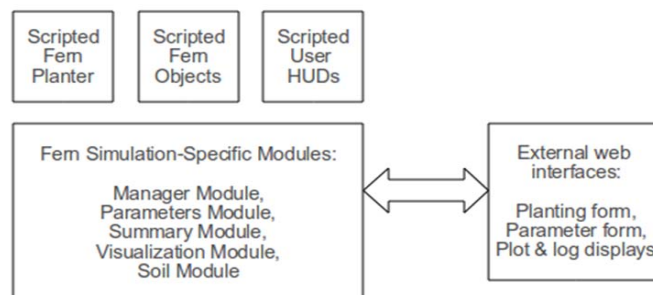 Scripted
Fern
Planter
Scripted
Fern
Objects
Scripted
User
HUDs
Fern Simulation-Specific Modules:
Manager Module,
Parameters Module,
Summary Module,
Visualization Module,
Soil Module
External web
interfaces:
Planting form,
Parameter form,
Plot & log displays